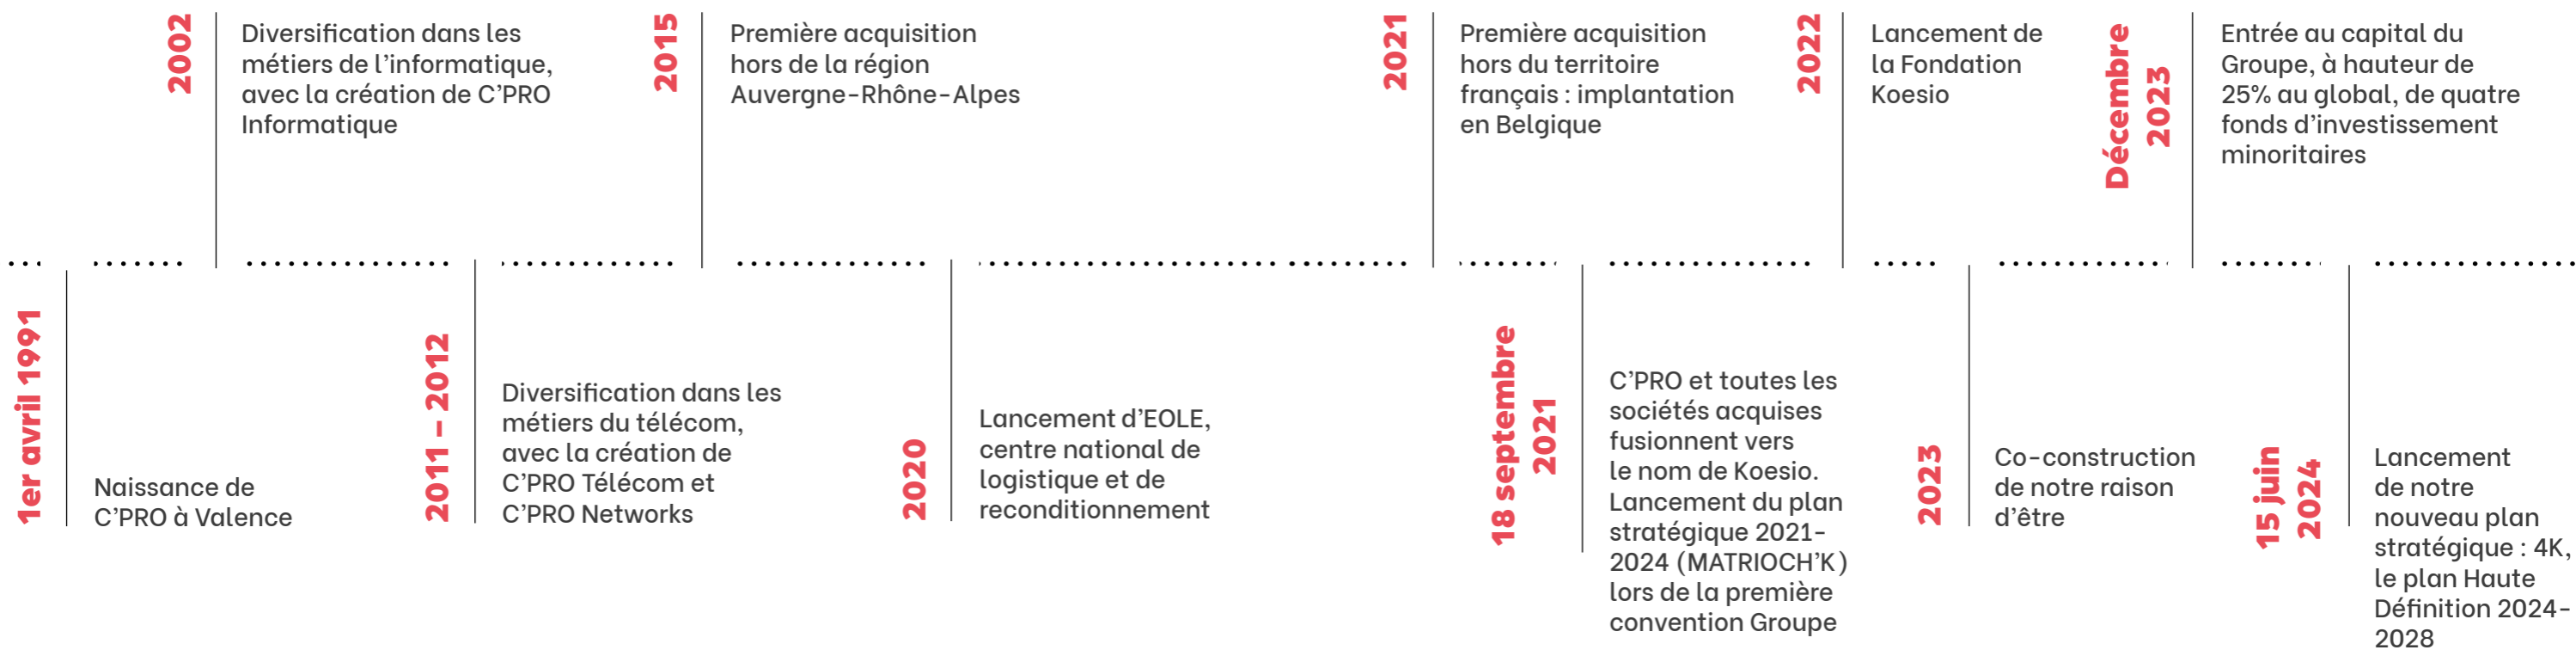 1er avril 1991
Naissance de
C'PRO à Valence
2002
Diversification dans les
métiers de l'informatique,
avec la création de C'PRO
Informatique
2011 – 2012
Diversification dans les
métiers du télécom,
avec la création de
C'PRO Télécom et
C'PRO Networks
2015
Première acquisition
hors de la région
Auvergne-Rhône-Alpes
2020
Lancement d'EOLE,
centre national de
logistique et de
reconditionnement
2021
Première acquisition
hors du territoire
français : implantation
en Belgique
18 septembre
2021
C'PRO et toutes les
sociétés acquises
fusionnent vers
le nom de Koesio.
Lancement du plan
stratégique 2021-
2024 (MATRIOCH'K)
lors de la première
convention Groupe
2022
Lancement de
la Fondation
Koesio
2023
Co-construction
de notre raison
d'être
Décembre
2023
Entrée au capital du
Groupe, à hauteur de
25% au global, de quatre
fonds d'investissement
minoritaires
15 juin
2024
Lancement
de notre
nouveau plan
stratégique : 4K,
le plan Haute
Définition 2024-
2028